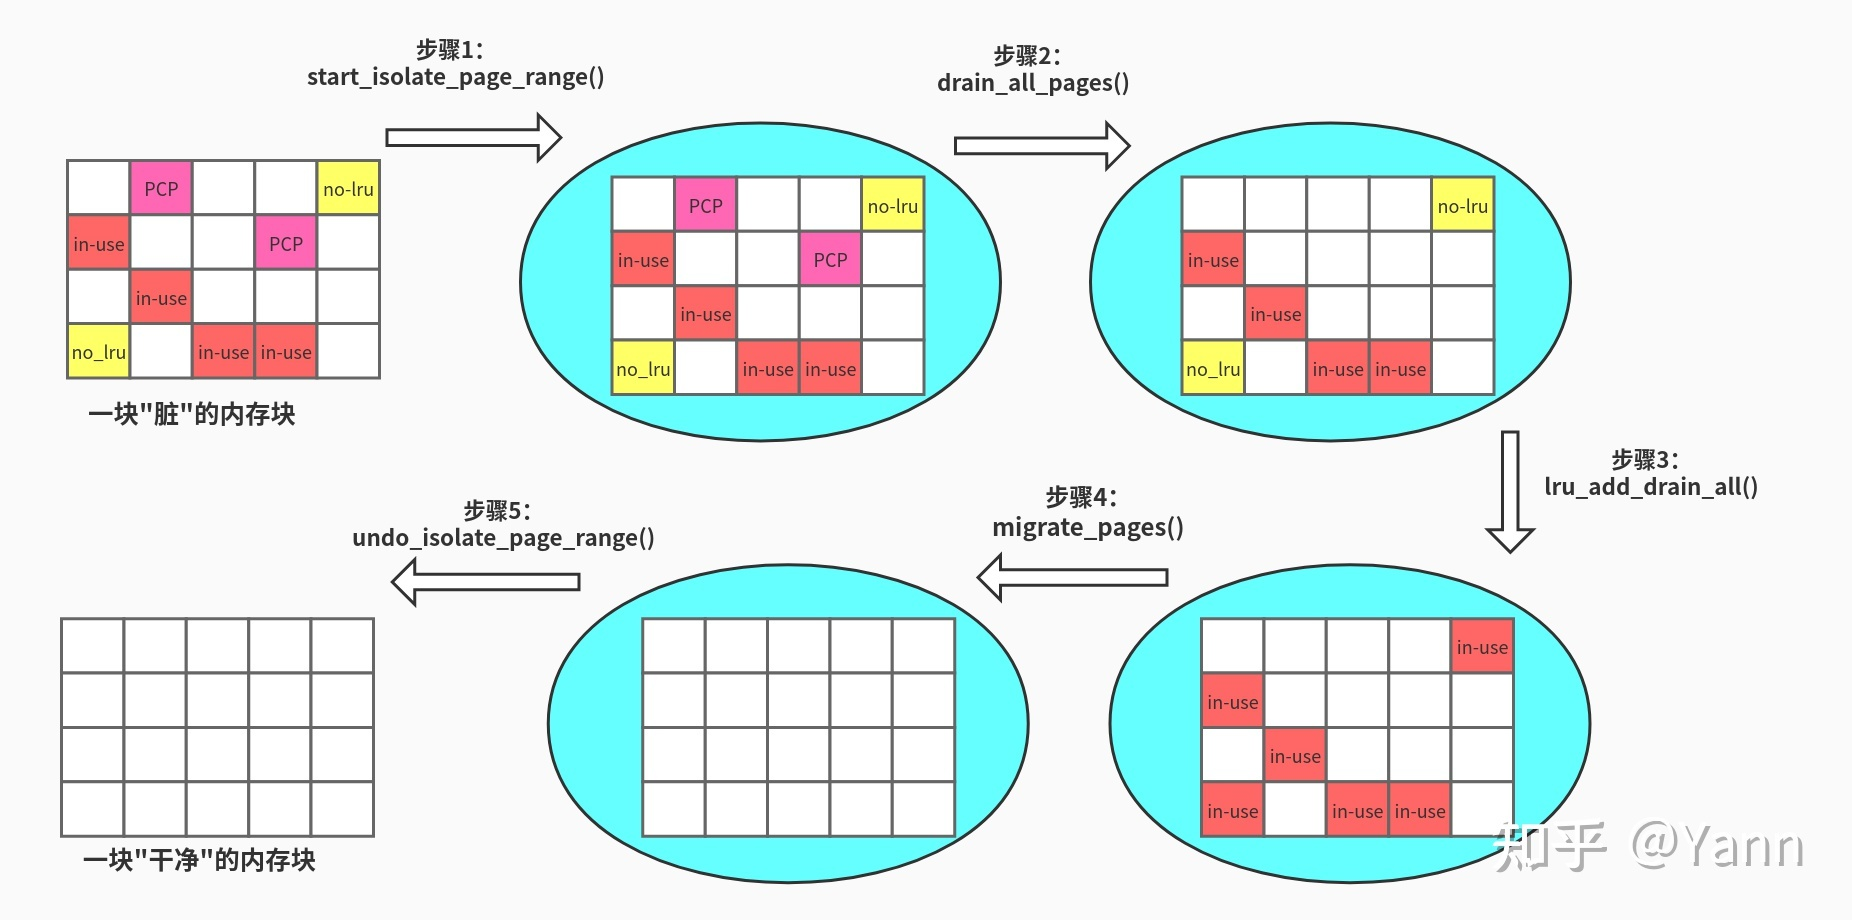 步骤1：
start_isolate_page_range()
步骤2：
drain_all_pages()
PCP
no-lru
in-use
PCP
in-use
no_lru
in-use
in-use
一块"脏"的内存块
PCP
no-lru
in-use
PCP
in-use
no_lru
in-use
in-use
no-lru
in-use
in-use
no_lru
in-use
in-use
步骤3：
lru_add_drain_all()
步骤4：
migrate_pages()
步骤5：
undo_isolate_page_range()
in-use
in-use
in-use
in-use
in-use
in-use
一块"干净"的内存块
知乎 @Yann